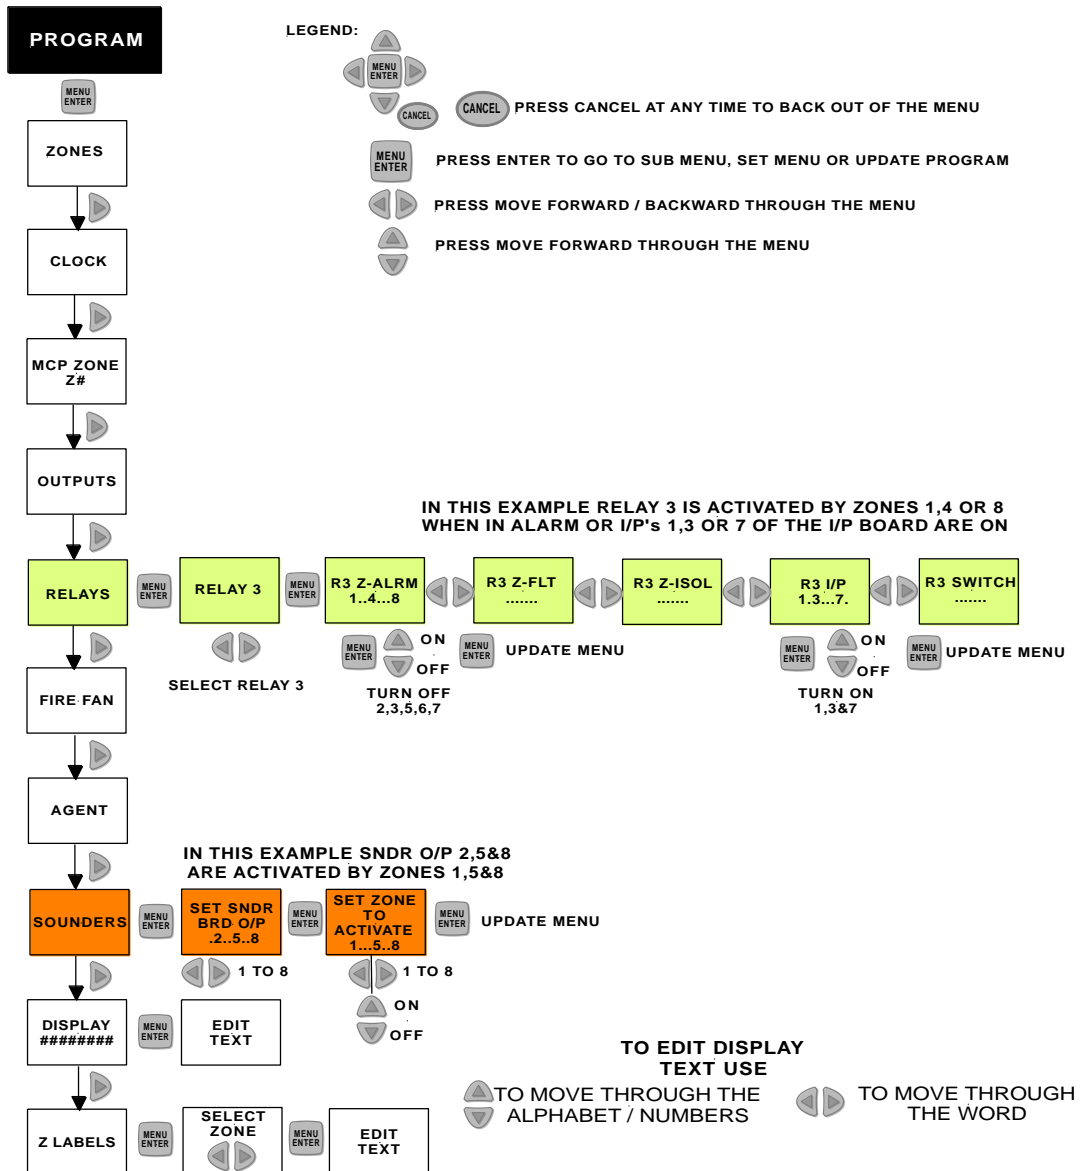 PROGRAM
LEGEND:
MENU
ENTER
MENU
ENTER
CANCEL
CANCEL
PRESS CANCEL AT ANY TIME TO BACK OUT OF THE MENU
ZONES
MENU
ENTER
PRESS ENTER TO GO TO SUB MENU, SET MENU OR UPDATE PROGRAM
PRESS MOVE FORWARD / BACKWARD THROUGH THE MENU
PRESS MOVE FORWARD THROUGH THE MENU
CLOCK
MCP ZONE
Z#
OUTPUTS
IN THIS EXAMPLE RELAY 3 IS ACTIVATED BY ZONES 1,4 OR 8
WHEN IN ALARM OR I/P's 1,3 OR 7 OF THE I/P BOARD ARE ON
RELAYS
MENU
ENTER
RELAY 3
MENU
ENTER
R3 Z-ALRM
1..4...8
R3 Z-FLT
.......
R3 Z-ISOL
.......
R3 I/P
1.3...7.
R3 SWITCH
.......
SELECT RELAY 3
MENU
ENTER
ON
OFF
TURN OFF
2,3,5,6,7
MENU
ENTER
UPDATE MENU
MENU
ENTER
ON
OFF
TURN ON
1,3&7
MENU
ENTER
UPDATE MENU
FIRE FAN
AGENT
IN THIS EXAMPLE SNDR O/P 2,5&8
ARE ACTIVATED BY ZONES 1,5&8
SOUNDERS
MENU
ENTER
SET SNDR
BRD O/P
.2..5..8
MENU
ENTER
SET ZONE
TO
ACTIVATE
1...5..8
MENU
ENTER
UPDATE MENU
1 TO 8
1 TO 8
ON
OFF
DISPLAY
########
MENU
ENTER
EDIT
TEXT
TO EDIT DISPLAY
TEXT USE
TO MOVE THROUGH THE
ALPHABET / NUMBERS
TO MOVE THROUGH
THE WORD
Z LABELS
MENU
ENTER
SELECT
ZONE
MENU
ENTER
EDIT
TEXT